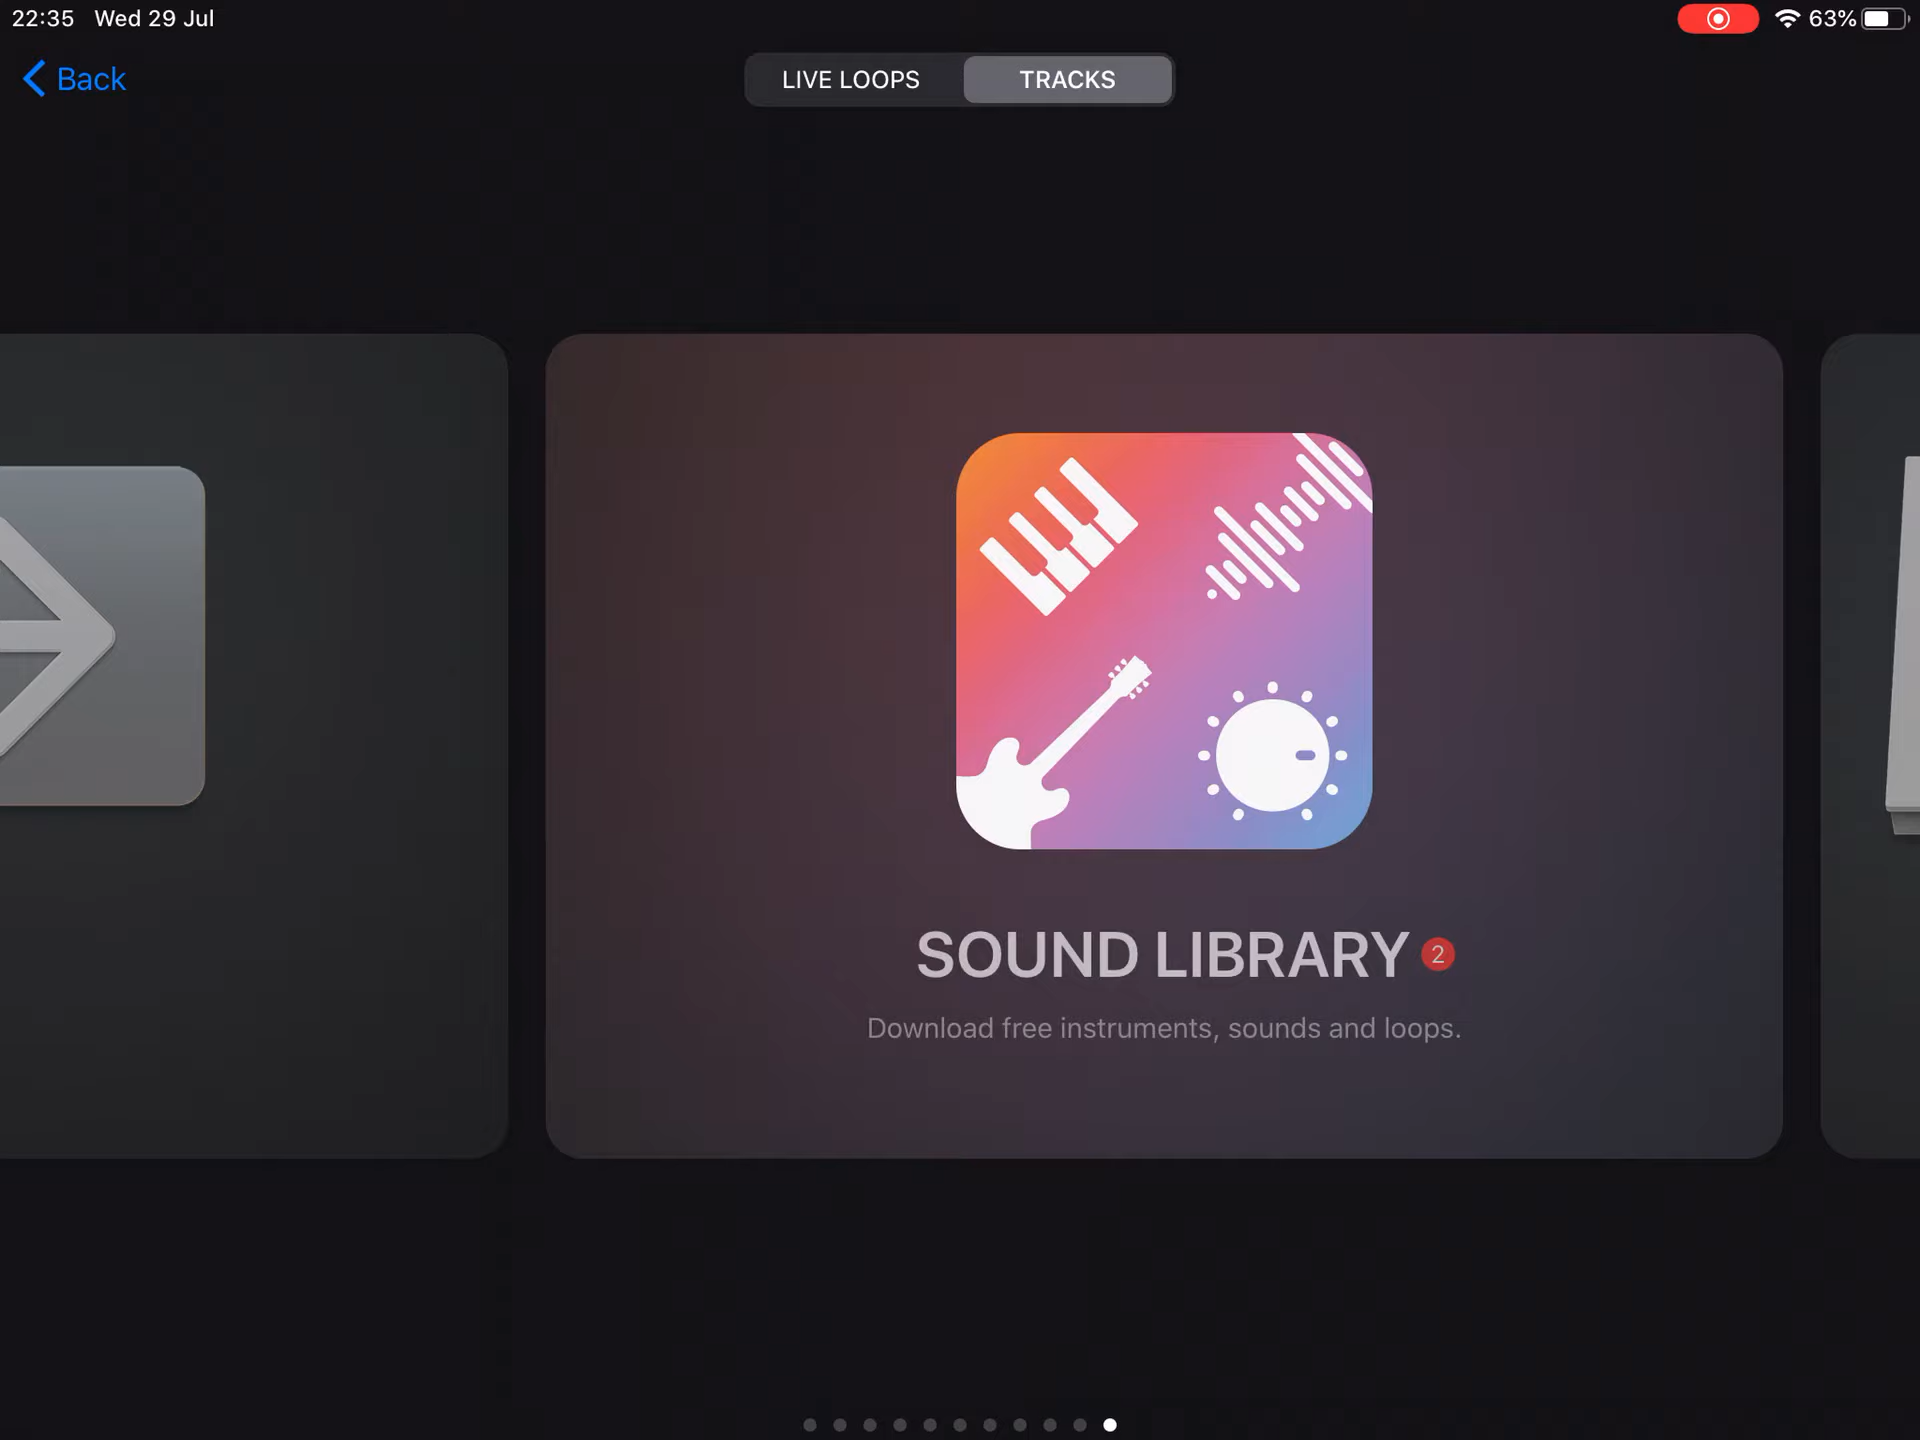 22:35 Wed 29 Jul
63%
Back
LIVE LOOPS
TRACKS
SOUND LIBRARY 2
Download free instruments, sounds and loops.